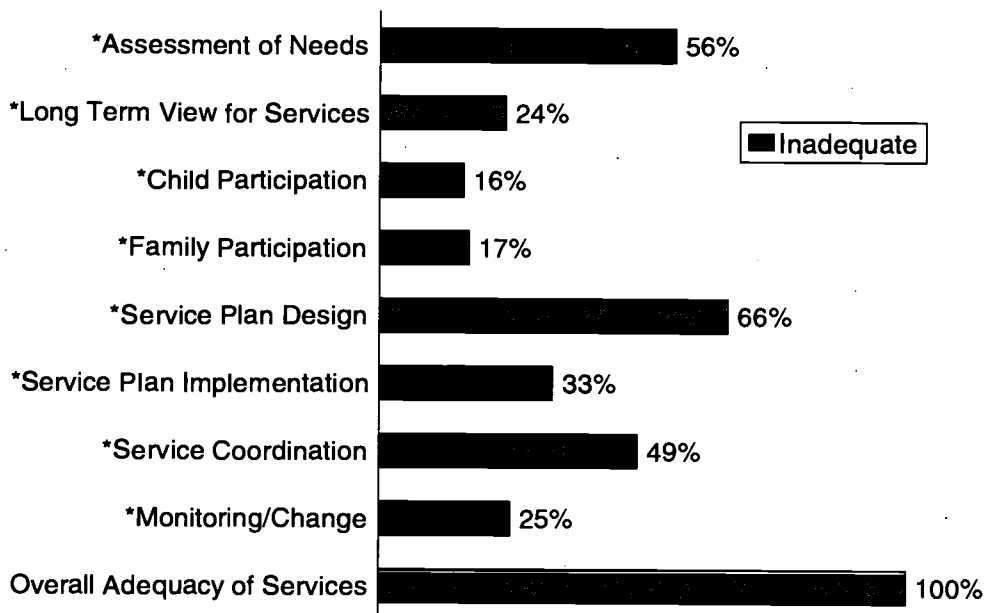 *Assessment of Needs 56%
*Long Term View for Services 24%
Inadequate
*Child Participation 16%
*Family Participation 17%
*Service Plan Design 66%
*Service Plan Implementation 33%
*Service Coordination 49%
*Monitoring/Change 25%
Overall Adequacy of Services 100%